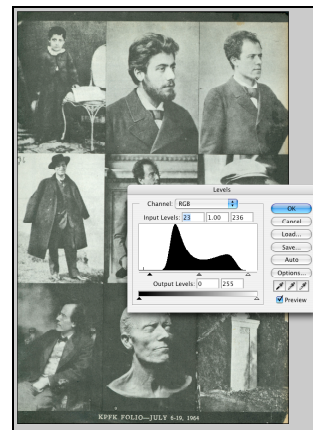 Levels
Channel: RGB
OK
Input Levels: 23 1.00 236
Cancel
Load...
Save...
Auto
Output Levels: 0 255
Options...
Preview
KPFK FOLIO—JULY 6-19, 1964